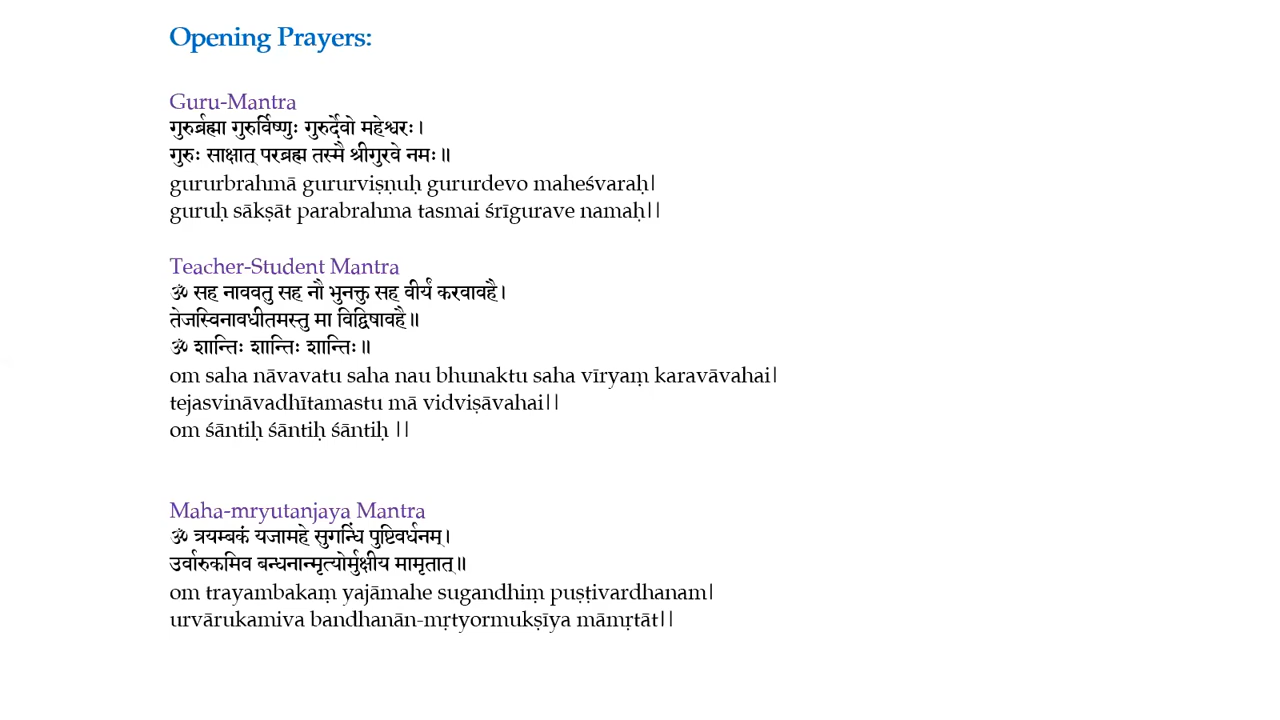 Opening Prayers:
Guru-Mantra
गुरुर्ब्रह्मा गुरुर्विष्णुः गुरुर्देवो महेश्वरः।
गुरुः साक्षात् परब्रह्म तस्मै श्रीगुरवे नमः॥
gururbrahmā gururviṣṇuḥ gururdevo maheśvaraḥ|
guruḥ sākṣāt parabrahma tasmai śrīgurave namaḥ||
Teacher-Student Mantra
ॐ सह नाववतु सह नौ भुनक्तु सह वीर्यं करवावहै।
तेजस्विनावधीतमस्तु मा विद्विषावहै॥
ॐ शान्तिः शान्तिः शान्तिः॥
om saha nāvavatu saha nau bhunaktu saha vīryaṃ karavāvahai|
tejasvināvadhītamastu mā vidviṣāvahai||
om śāntiḥ śāntiḥ śāntiḥ ||
Maha-mryutanjaya Mantra
ॐ त्रयम्बकं यजामहे सुगन्धिं पुष्टिवर्धनम्।
उर्वारुकमिव बन्धनान्मृत्योर्मुक्षीय मामृतात्॥
om trayambakaṃ yajāmahe sugandhiṃ puṣṭivardhanam|
urvārukamiva bandhanān-mṛtyormukṣīya māmṛtāt||